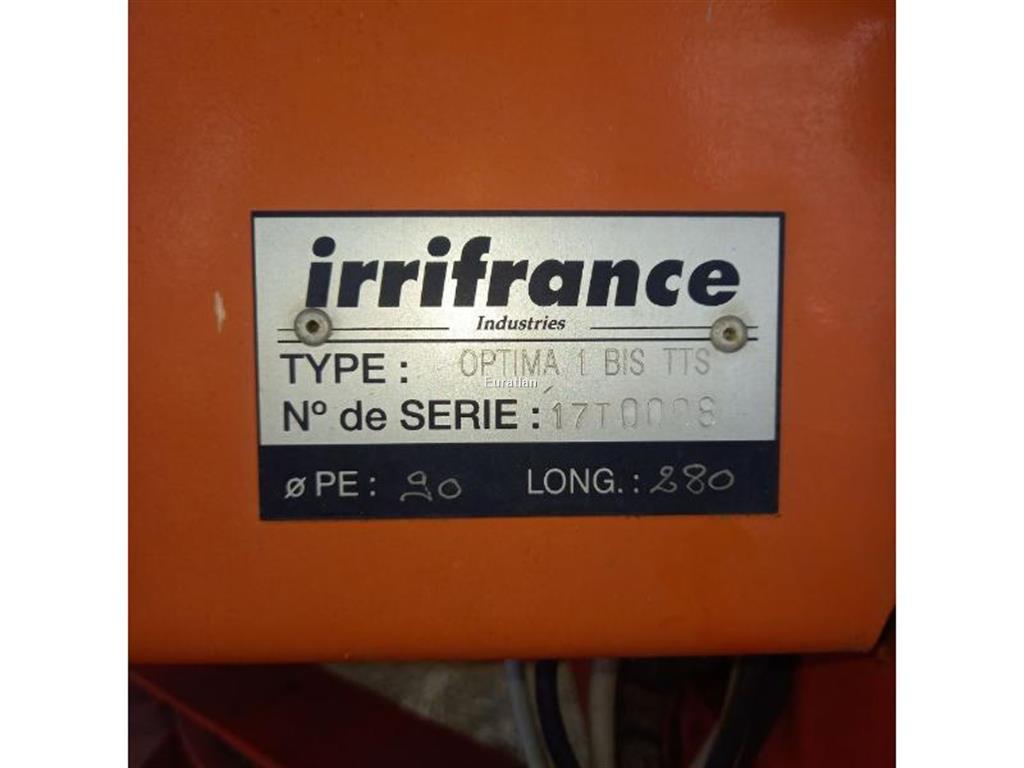 irrifrance
Industries
TYPE : OPTIMA 1 BIS TTS
Euratlan
N° de SERIE :
ø PE : 90 LONG. : 280